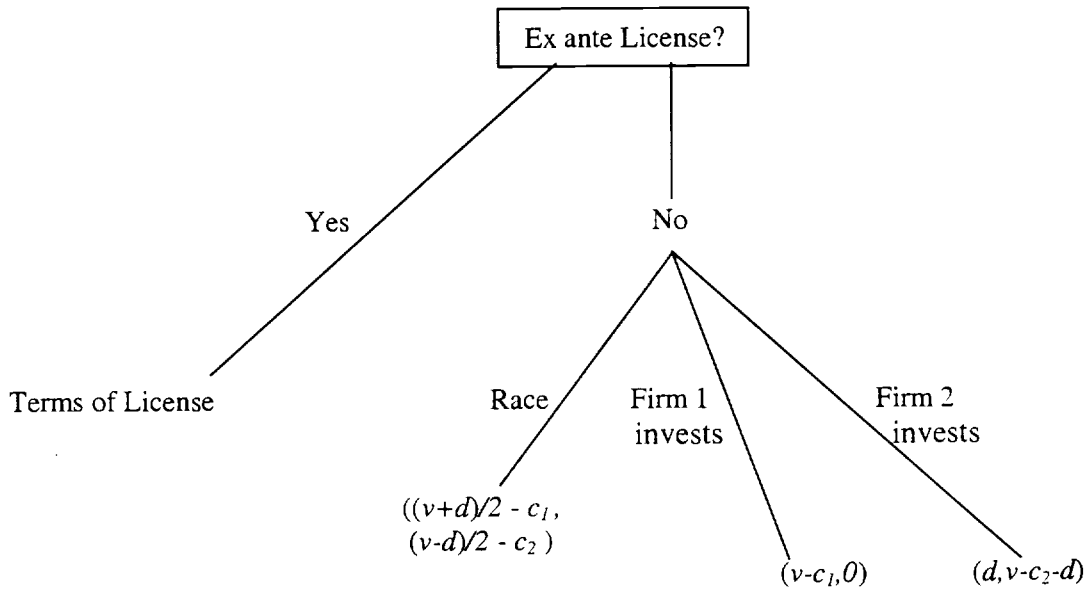 Ex ante License?
Yes
No
Terms of License
Race
Firm 1
invests
Firm 2
invests
((v+d)/2 - c₁,
(v-d)/2 - c₂ )
(v-c₁,0)
(d,v-c₂-d)